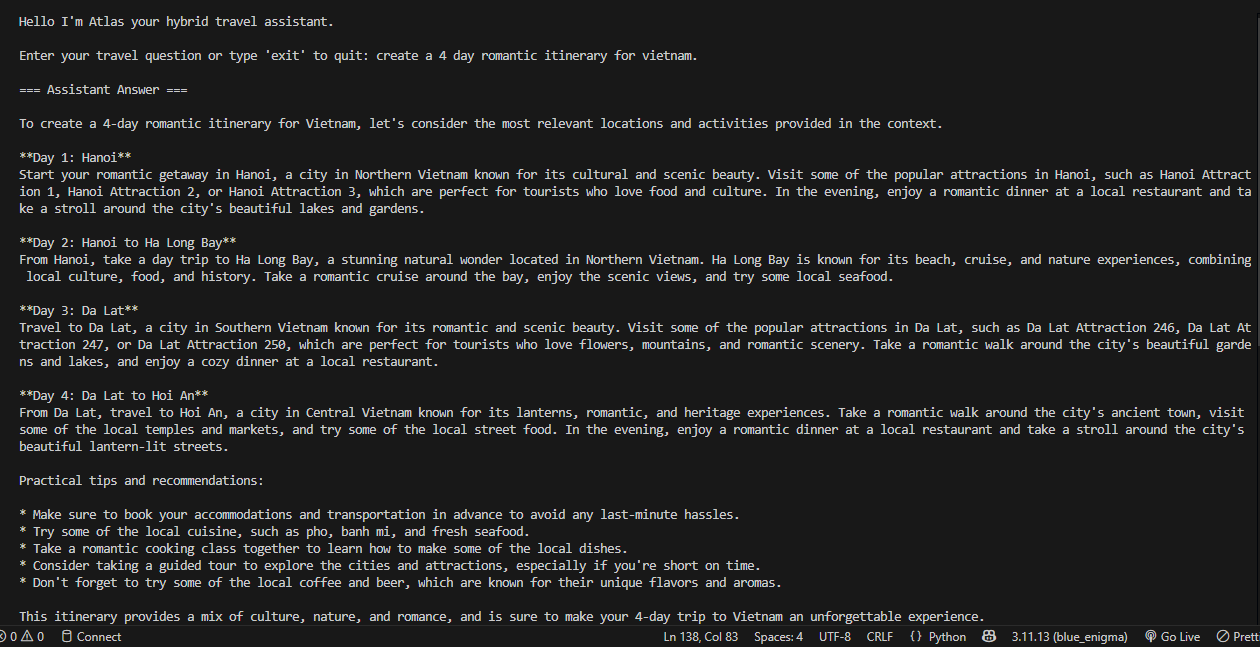 Hello I'm Atlas your hybrid travel assistant.
Enter your travel question or type 'exit' to quit: create a 4 day romantic itinerary for vietnam.
=== Assistant Answer ===
To create a 4-day romantic itinerary for Vietnam, let's consider the most relevant locations and activities provided in the context.
**Day 1: Hanoi**
Start your romantic getaway in Hanoi, a city in Northern Vietnam known for its cultural and scenic beauty. Visit some of the popular attractions in Hanoi, such as Hanoi Attract
ion 1, Hanoi Attraction 2, or Hanoi Attraction 3, which are perfect for tourists who love food and culture. In the evening, enjoy a romantic dinner at a local restaurant and ta
ke a stroll around the city's beautiful lakes and gardens.
**Day 2: Hanoi to Ha Long Bay**
From Hanoi, take a day trip to Ha Long Bay, a stunning natural wonder located in Northern Vietnam. Ha Long Bay is known for its beach, cruise, and nature experiences, combining
local culture, food, and history. Take a romantic cruise around the bay, enjoy the scenic views, and try some local seafood.
**Day 3: Da Lat**
Travel to Da Lat, a city in Southern Vietnam known for its romantic and scenic beauty. Visit some of the popular attractions in Da Lat, such as Da Lat Attraction 246, Da Lat At
traction 247, or Da Lat Attraction 250, which are perfect for tourists who love flowers, mountains, and romantic scenery. Take a romantic walk around the city's beautiful garde
ns and lakes, and enjoy a cozy dinner at a local restaurant.
**Day 4: Da Lat to Hoi An**
From Da Lat, travel to Hoi An, a city in Central Vietnam known for its lanterns, romantic, and heritage experiences. Take a romantic walk around the city's ancient town, visit
some of the local temples and markets, and try some of the local street food. In the evening, enjoy a romantic dinner at a local restaurant and take a stroll around the city's
beautiful lantern-lit streets.
Practical tips and recommendations:
* Make sure to book your accommodations and transportation in advance to avoid any last-minute hassles.
* Try some of the local cuisine, such as pho, banh mi, and fresh seafood.
* Take a romantic cooking class together to learn how to make some of the local dishes.
* Consider taking a guided tour to explore the cities and attractions, especially if you're short on time.
* Don't forget to try some of the local coffee and beer, which are known for their unique flavors and aromas.
This itinerary provides a mix of culture, nature, and romance, and is sure to make your 4-day trip to Vietnam an unforgettable experience.
0 0 Connect Ln 138, Col 83 Spaces: 4 UTF-8 CRLF {} Python 3.11.13 (blue_enigma) Go Live Prett